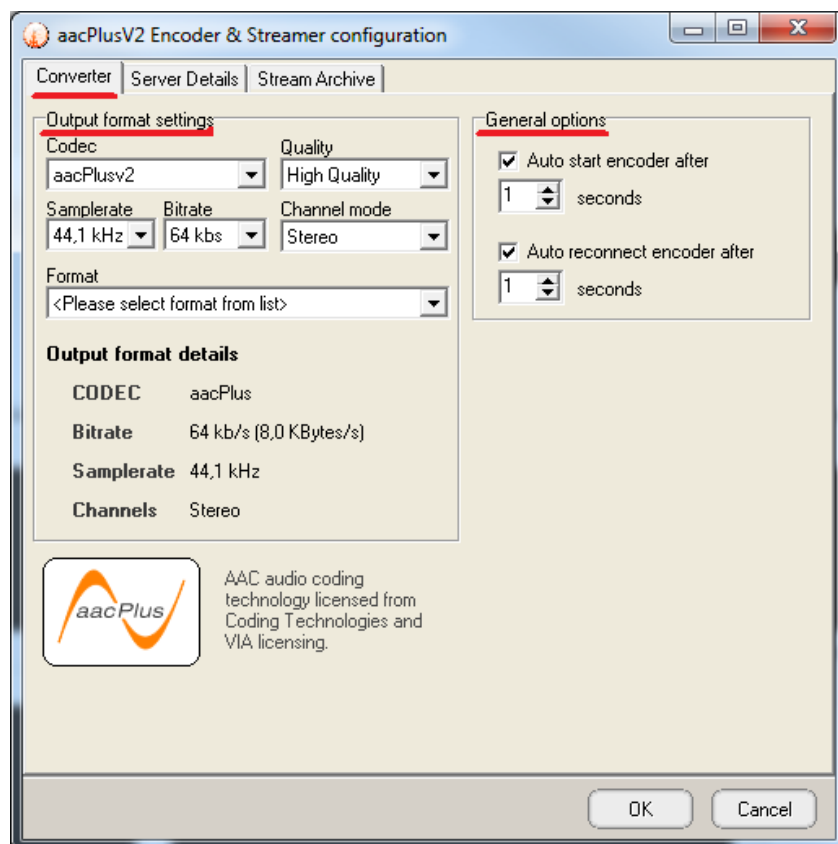 aacPlusV2 Encoder & Streamer configuration
Converter Server Details Stream Archive
Output format settings
Codec Quality
aacPlusv2 High Quality
Samplerate Bitrate Channel mode
44,1 kHz 64 kbs Stereo
Format
<Please select format from list>
Output format details
CODEC aacPlus
Bitrate 64 kb/s (8,0 KBytes/s)
Samplerate 44,1 kHz
Channels Stereo
General options
Auto start encoder after
1 seconds
Auto reconnect encoder after
1 seconds
aacPlus
AAC audio coding
technology licensed from
Coding Technologies and
VIA licensing.
OK Cancel